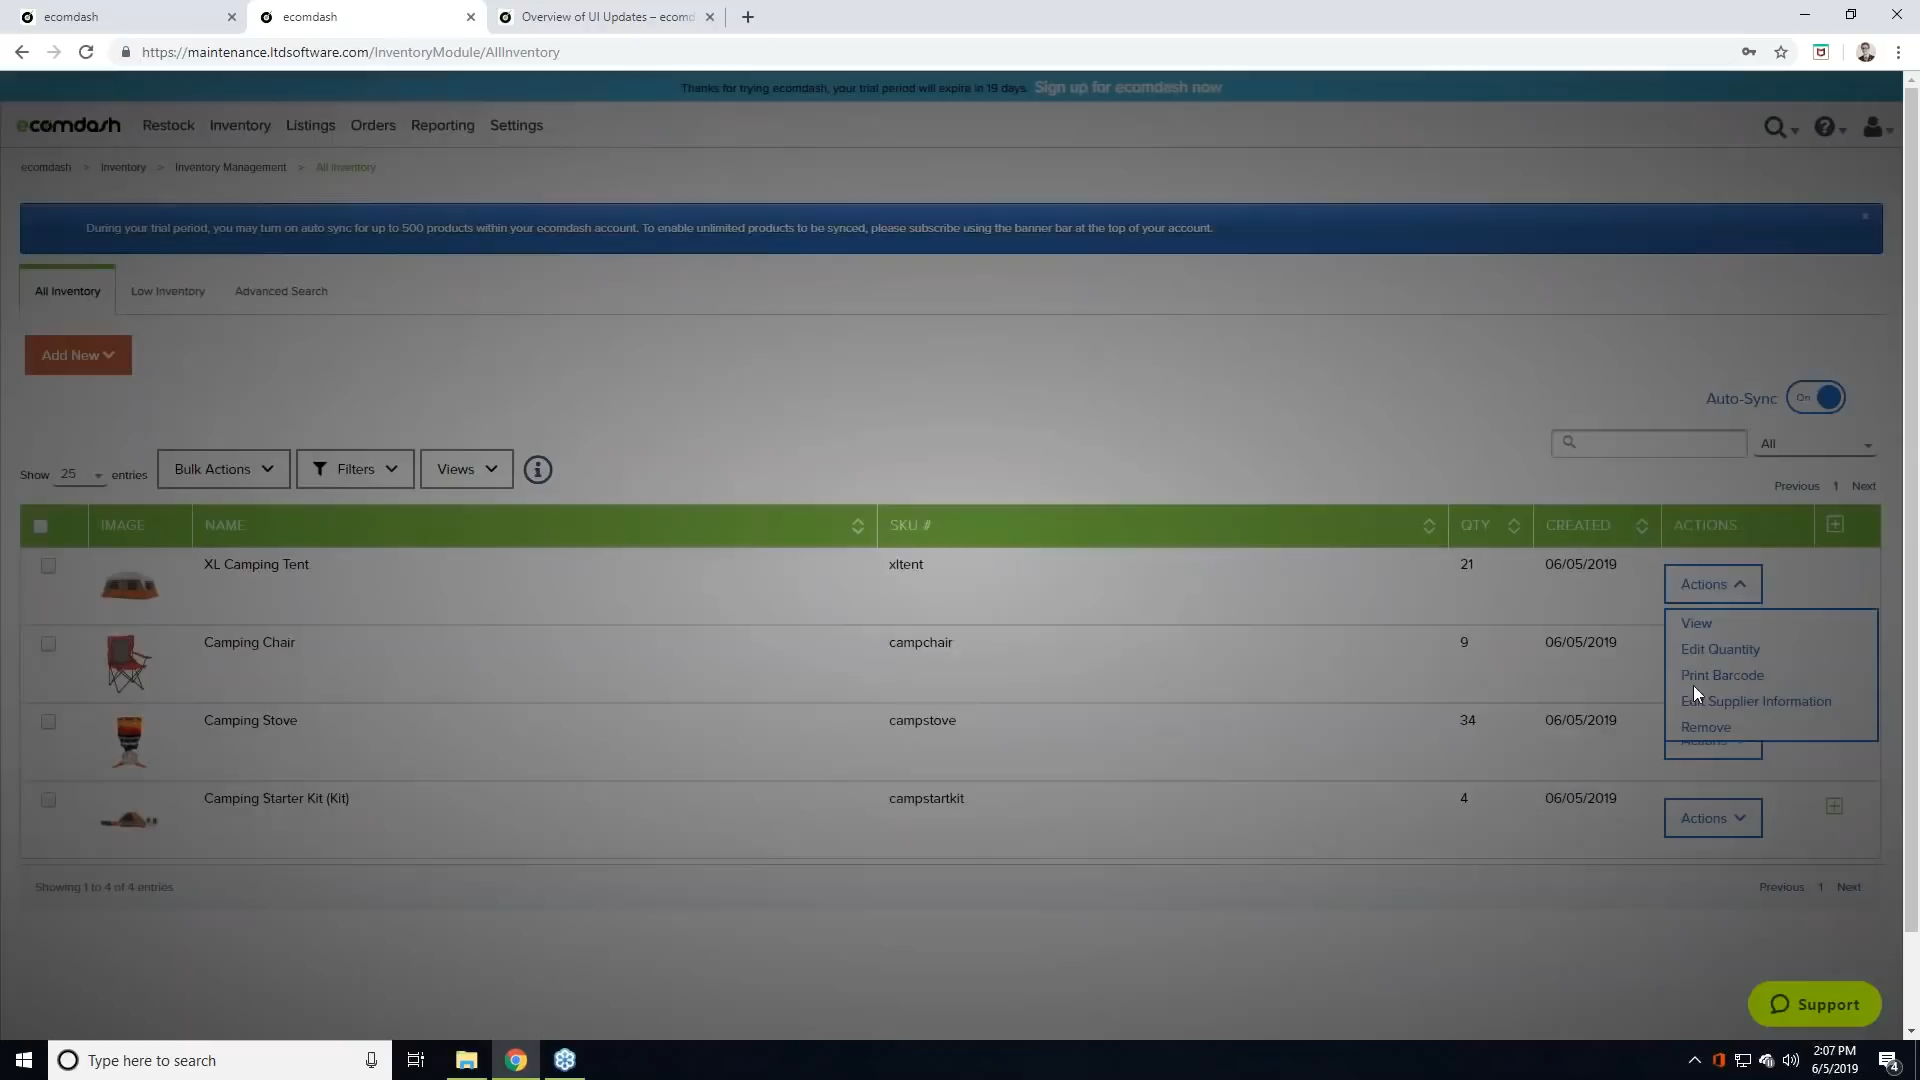 ecomdash
ecomdash
Overview of UI Updates – ecomd
https://maintenance.ltdsoftware.com/InventoryModule/AllInventory
Thanks for trying ecomdash, your trial period will expire in 19 days. Sign up for ecomdash now
ecomdash Restock Inventory Listings Orders Reporting Settings
ecomdash > Inventory > Inventory Management > All Inventory
During your trial period, you may turn on auto sync for up to 500 products within your ecomdash account. To enable unlimited products to be synced, please subscribe using the banner bar at the top of your account.
All Inventory Low Inventory Advanced Search
Add New
Auto-Sync On
All
Show 25 entries Bulk Actions Filters Views
Previous 1 Next
IMAGE NAME SKU # QTY CREATED ACTIONS
XL Camping Tent xltent 21 06/05/2019 Actions
View
Edit Quantity
Print Barcode
Edit Supplier Information
Remove
Camping Chair campchair 9 06/05/2019
Camping Stove campstove 34 06/05/2019 Actions
Camping Starter Kit (Kit) campstartkit 4 06/05/2019 Actions
Showing 1 to 4 of 4 entries
Previous 1 Next
Support
Type here to search
2:07 PM
6/5/2019
4